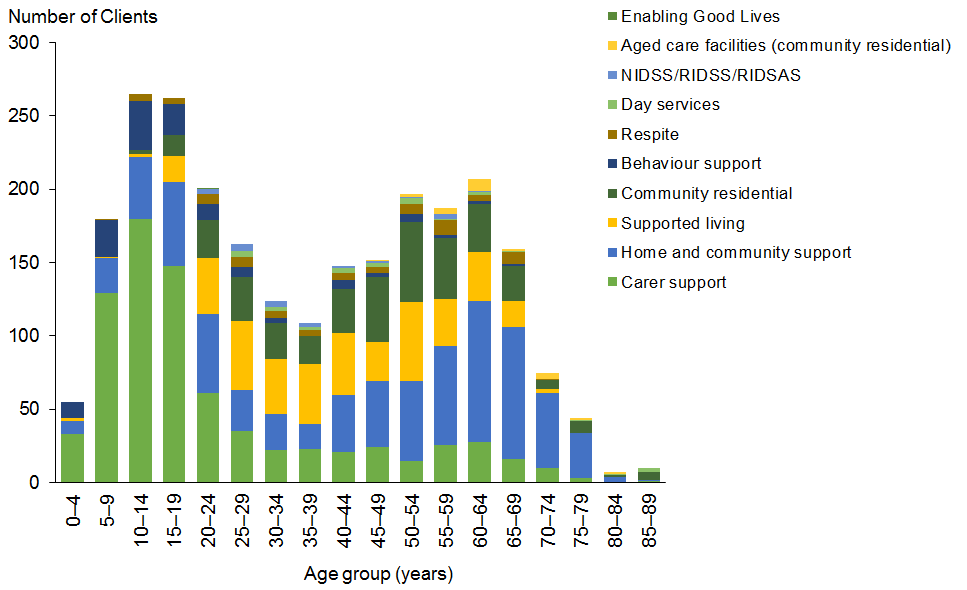 Number of Clients
300
250
200
150
100
50
0
0–4
5–9
10–14
15–19
20–24
25–29
30–34
35–39
40–44
45–49
50–54
55–59
60–64
65–69
70–74
75–79
80–84
85–89
Age group (years)
Enabling Good Lives
Aged care facilities (community residential)
NIDSS/RIDSS/RIDSAS
Day services
Respite
Behaviour support
Community residential
Supported living
Home and community support
Carer support